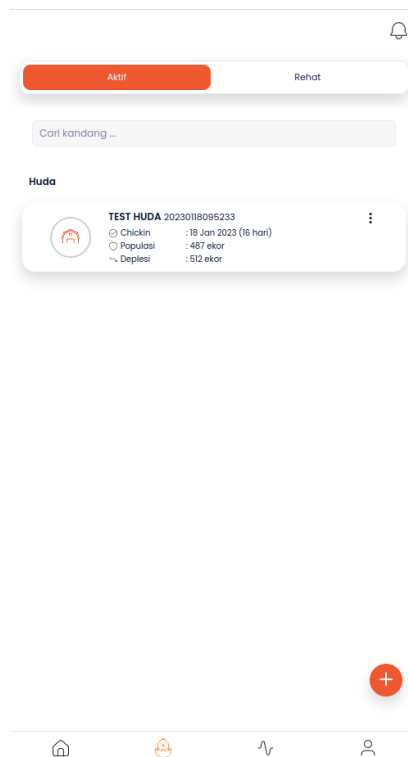 Aktif
Rehat
Cari kandang ...
Huda
TEST HUDA 20230118095233
Chickin : 18 Jan 2023 (16 hari)
Populasi : 487 ekor
Deplesi : 512 ekor